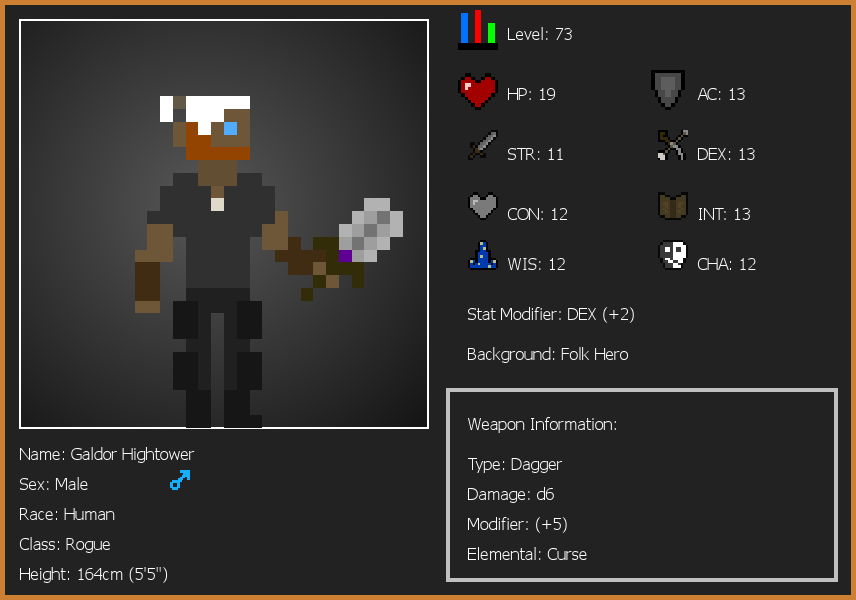 Level: 73
HP: 19
AC: 13
STR: 11
DEX: 13
CON: 12
INT: 13
WIS: 12
CHA: 12
Stat Modifier: DEX (+2)
Background: Folk Hero
Weapon Information:
Type: Dagger
Damage: d6
Modifier: (+5)
Elemental: Curse
Name: Galdor Hightower
Sex: Male
Race: Human
Class: Rogue
Height: 164cm (5'5")